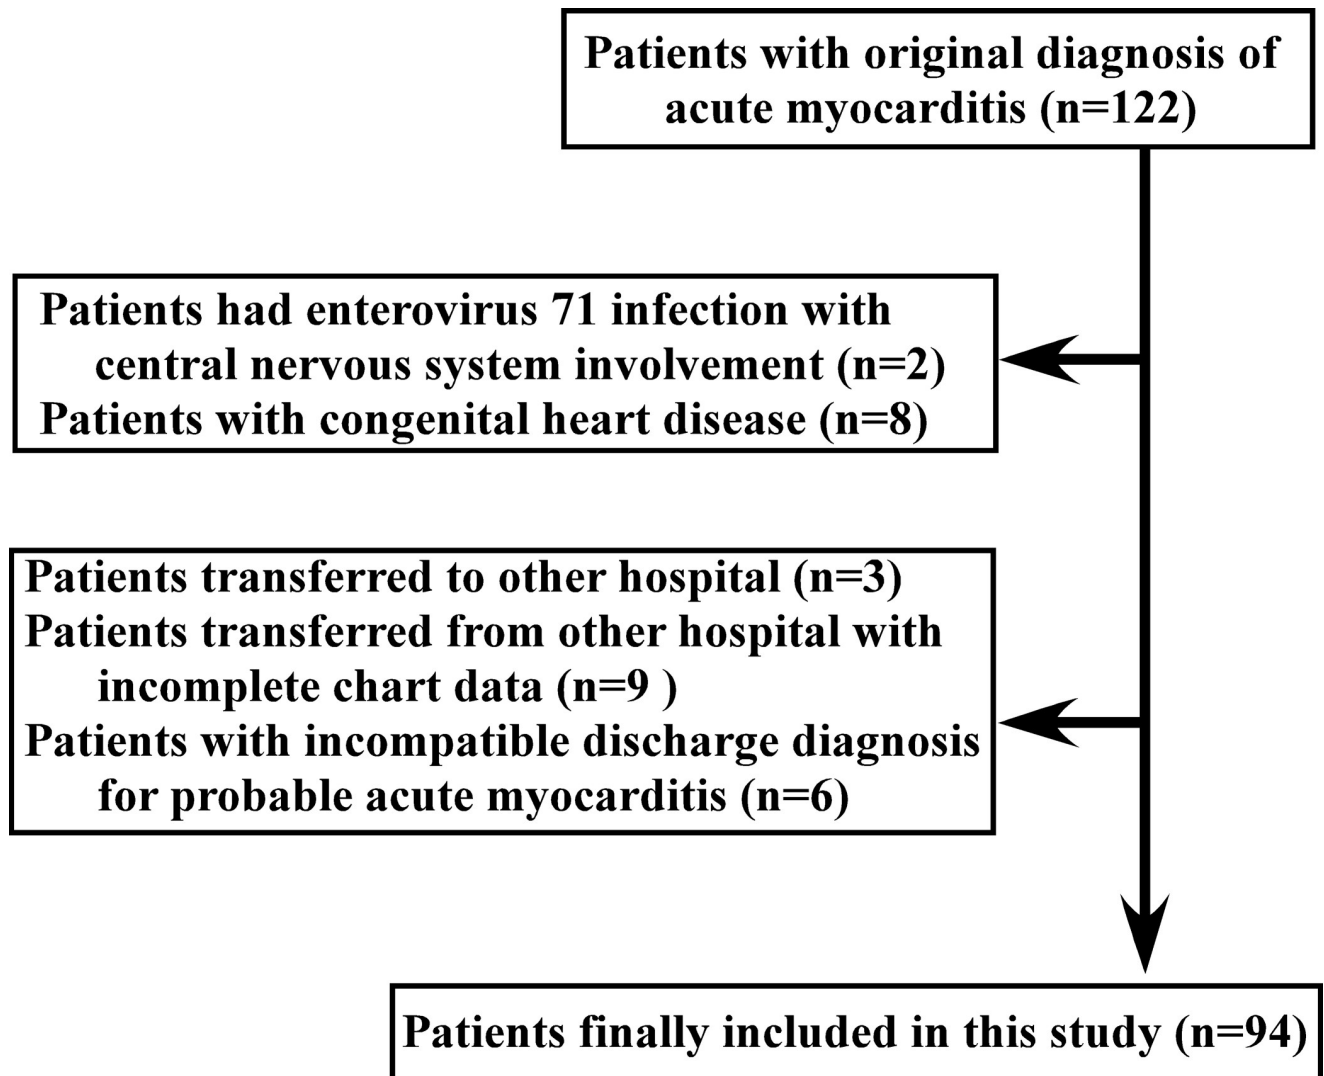 Patients with original diagnosis of
acute myocarditis (n=122)
Patients had enterovirus 71 infection with
central nervous system involvement (n=2)
Patients with congenital heart disease (n=8)
Patients transferred to other hospital (n=3)
Patients transferred from other hospital with
incomplete chart data (n=9 )
Patients with incompatible discharge diagnosis
for probable acute myocarditis (n=6)
Patients finally included in this study (n=94)